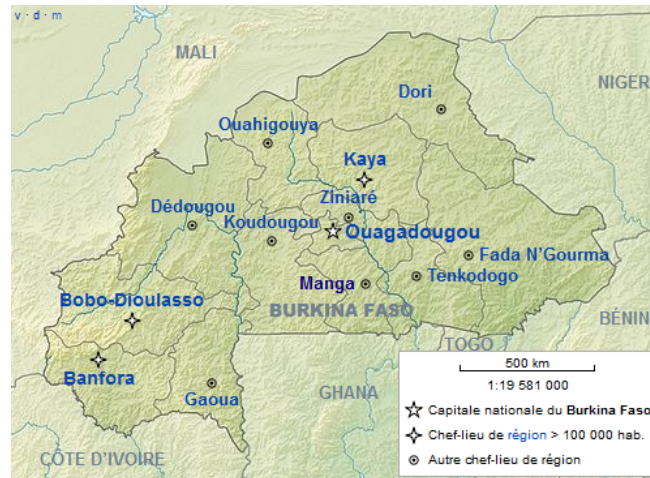 v · d · m
MALI
NIGER
Dori
Ouahigouya
Kaya
Ziniaré
Dédougou
Koudougou
Ouagadougou
Fada N'Gourma
Tenkodogo
Manga
Bobo-Dioulasso
BURKINA FASO
BÉNIN
TOGO
Banfora
Gaoua
GHANA
CÔTE D'IVOIRE
500 km
1:19 581 000
Capitale nationale du Burkina Faso
Chef-lieu de région > 100 000 hab.
Autre chef-lieu de région